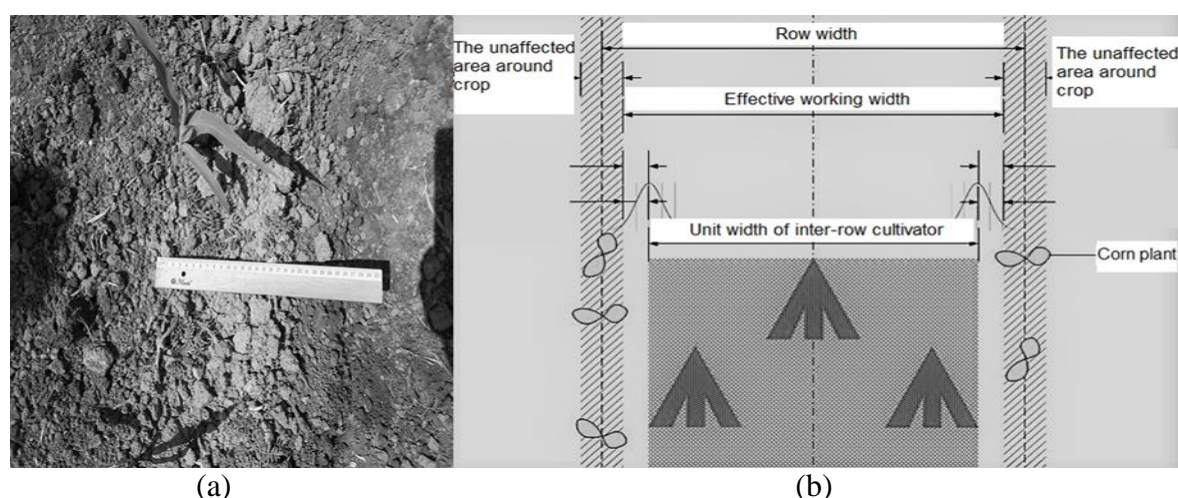 The unaffected
area around
crop
Row width
The unaffected
area around
crop
Effective working width
Unit width of inter-row cultivator
Corn plant
(a)
(b)